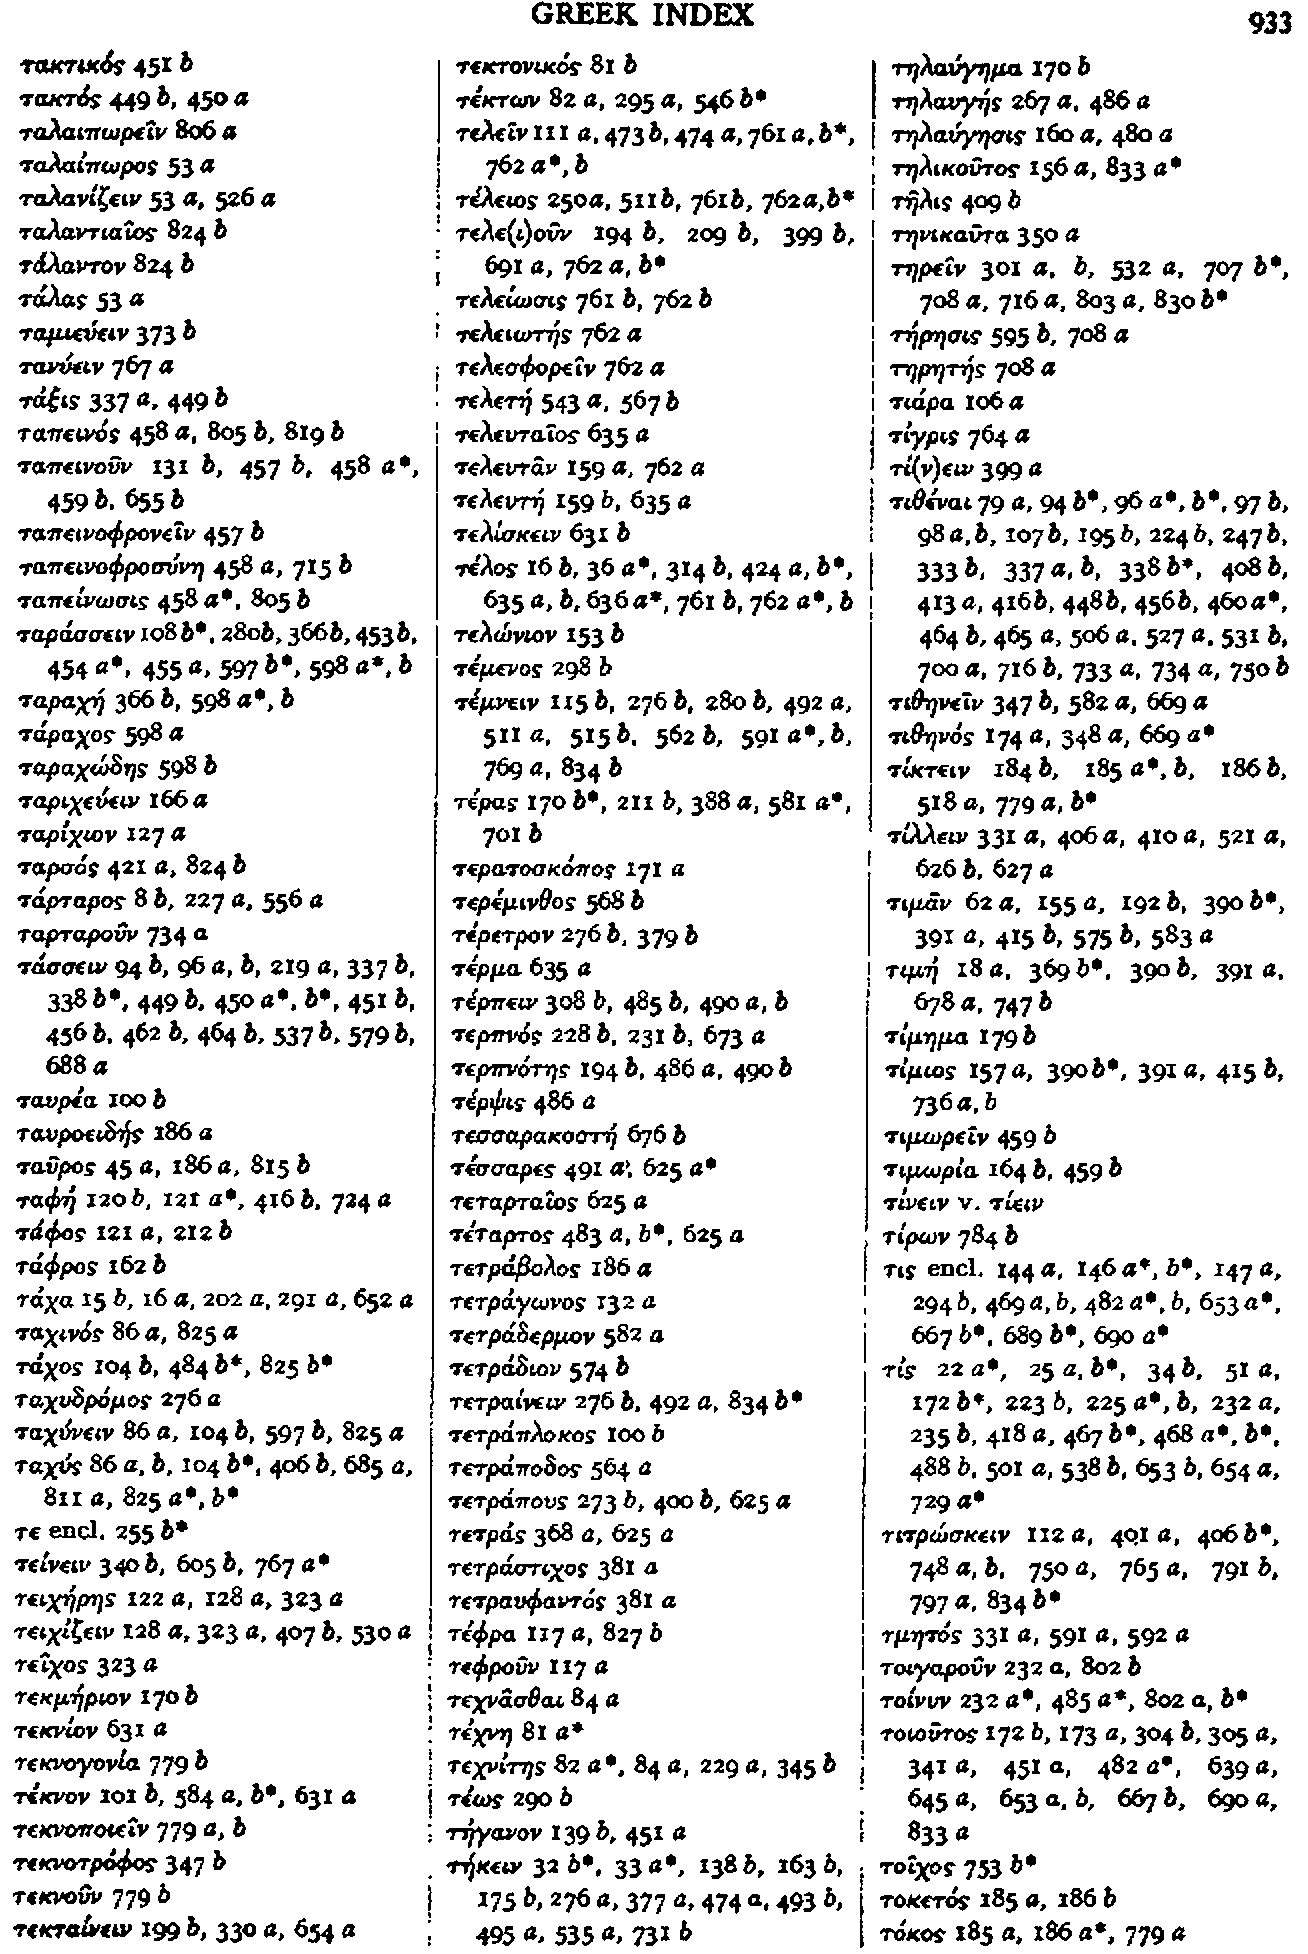 GREEK INDEX
933
τακτικός 451 b
τακτός 449 b, 450 a
ταλαιπωρεῖν 806 a
ταλαίπωρος 53 a
ταλανίζειν 53 a, 526 a
ταλαντιαῖος 824 b
τάλαντον 824 b
τάλας 53 a
ταμιεύειν 373 b
τανύειν 767 a
τάξις 337 a, 449 b
ταπεινός 458 a, 805 b, 819 b
ταπεινοῦν 131 b, 457 b, 458 a*,
459 b, 655 b
ταπεινοφρονεῖν 457 b
ταπεινοφροσύνη 458 a, 715 b
ταπείνωσις 458 a*, 805 b
ταράσσειν 108 b*, 280 b, 366 b, 453 b,
454 a*, 455 a, 597 b*, 598 a*, b
ταραχή 366 b, 598 a*, b
τάραχος 598 a
ταραχώδης 598 b
ταριχεύειν 166 a
ταρίχιον 127 a
ταρσός 421 a, 824 b
τάρταρος 8 b, 227 a, 556 a
ταρταροῦν 734 a
τάσσειν 94 b, 96 a, b, 219 a, 337 b,
338 b*, 449 b, 450 a*, b*, 451 b,
456 b, 462 b, 464 b, 537 b, 579 b,
688 a
ταυρέα 100 b
ταυροειδής 186 a
ταῦρος 45 a, 186 a, 815 b
ταφή 120 b, 121 a*, 416 b, 724 a
τάφος 121 a, 212 b
τάφρος 162 b
τάχα 15 b, 16 a, 202 a, 291 a, 652 a
ταχινός 86 a, 825 a
τάχος 104 b, 484 b*, 825 b*
ταχυδρόμος 276 a
ταχύνειν 86 a, 104 b, 597 b, 825 a
ταχύς 86 a, b, 104 b*, 406 b, 685 a,
811 a, 825 a*, b*
τε encl. 255 b*
τείνειν 340 b, 605 b, 767 a*
τειχήρης 122 a, 128 a, 323 a
τειχίζειν 128 a, 323 a, 407 b, 530 a
τεῖχος 323 a
τεκμήριον 170 b
τεκνίον 631 a
τεκνογονία 779 b
τέκνον 101 b, 584 a, b*, 631 a
τεκνοποιεῖν 779 a, b
τεκνοτρόφος 347 b
τεκνοῦν 779 b
τεκταίνειν 199 b, 330 a, 654 a
τεκτονικός 81 b
τέκτων 82 a, 295 a, 546 b*
τελεῖν 111 a, 473 b, 474 a, 761 a, b*,
762 a*, b
τέλειος 250 a, 511 b, 761 b, 762 a, b*
τελε(ι)οῦν 194 b, 209 b, 399 b,
691 a, 762 a, b*
τελείωσις 761 b, 762 b
τελειωτής 762 a
τελεσφορεῖν 762 a
τελετή 543 a, 567 b
τελευταῖος 635 a
τελευτᾶν 159 a, 762 a
τελευτή 159 b, 635 a
τελίσκειν 631 b
τέλος 16 b, 36 a*, 314 b, 424 a, b*,
635 a, b, 636 a*, 761 b, 762 a*, b
τελώνιον 153 b
τέμενος 298 b
τέμνειν 115 b, 276 b, 280 b, 492 a,
511 a, 515 b, 562 b, 591 a*, b,
769 a, 834 b
τέρας 170 b*, 211 b, 388 a, 581 a*,
701 b
τερατοσκόπος 171 a
τερέμινθος 568 b
τέρετρον 276 b, 379 b
τέρμα 635 a
τέρπειν 308 b, 485 b, 490 a, b
τερπνός 228 b, 231 b, 673 a
τερπνότης 194 b, 486 a, 490 b
τέρψις 486 a
τεσσαρακοστή 676 b
τέσσαρες 491 a*, 625 a*
τεταρταῖος 625 a
τέταρτος 483 a, b*, 625 a
τετράβολος 186 a
τετράγωνος 132 a
τετράδερμον 582 a
τετράδιον 574 b
τετραίνειν 276 b, 492 a, 834 b*
τετράπλοκος 100 b
τετράποδος 564 a
τετράπους 273 b, 400 b, 625 a
τετράς 368 a, 625 a
τετράστιχος 381 a
τετραυφαντός 381 a
τέφρα 117 a, 827 b
τεφροῦν 117 a
τεχνᾶσθαι 84 a
τέχνη 81 a*
τεχνίτης 82 a*, 84 a, 229 a, 345 b
τέως 290 b
τήγανον 139 b, 451 a
τήκειν 32 b*, 33 a*, 138 b, 163 b,
175 b, 276 a, 377 a, 474 a, 493 b,
495 a, 535 a, 731 b
τηλαύγημα 170 b
τηλαυγής 267 a, 486 a
τηλαύγησις 160 a, 480 a
τηλικοῦτος 156 a, 833 a*
τῆλις 409 b
τηνικαῦτα 350 a
τηρεῖν 301 a, b, 532 a, 707 b*,
708 a, 716 a, 803 a, 830 b*
τήρησις 595 b, 708 a
τηρητής 708 a
τιάρα 106 a
τίγρις 764 a
τί(ν)ειν 399 a
τιθέναι 79 a, 94 b*, 96 a*, b*, 97 b,
98 a, b, 107 b, 195 b, 224 b, 247 b,
333 b, 337 a, b, 338 b*, 408 b,
413 a, 416 b, 448 b, 456 b, 460 a*,
464 b, 465 a, 506 a, 527 a, 531 b,
700 a, 716 b, 733 a, 734 a, 750 b
τιθηνεῖν 347 b, 582 a, 669 a
τιθηνός 174 a, 348 a, 669 a*
τίκτειν 184 b, 185 a*, b, 186 b,
518 a, 779 a, b*
τίλλειν 331 a, 406 a, 410 a, 521 a,
626 b, 627 a
τιμᾶν 62 a, 155 a, 192 b, 390 b*,
391 a, 415 b, 575 b, 583 a
τιμή 18 a, 369 b*, 390 b, 391 a,
678 a, 747 b
τίμημα 179 b
τίμιος 157 a, 390 b*, 391 a, 415 b,
736 a, b
τιμωρεῖν 459 b
τιμωρία 164 b, 459 b
τίνειν v. τίειν
τίρων 784 b
τις encl. 144 a, 146 a*, b*, 147 a,
294 b, 469 a, b, 482 a*, b, 653 a*,
667 b*, 689 b*, 690 a*
τίς 22 a*, 25 a, b*, 34 b, 51 a,
172 b*, 223 b, 225 a*, b, 232 a,
235 b, 418 a, 467 b*, 468 a*, b*,
488 b, 501 a, 538 b, 653 b, 654 a,
729 a*
τιτρώσκειν 112 a, 401 a, 406 b*,
748 a, b, 750 a, 765 a, 791 b,
797 a, 834 b*
τμητός 331 a, 591 a, 592 a
τοιγαροῦν 232 a, 802 b
τοίνυν 232 a*, 485 a*, 802 a, b*
τοιοῦτος 172 b, 173 a, 304 b, 305 a,
341 a, 451 a, 482 a*, 639 a,
645 a, 653 a, b, 667 b, 690 a,
833 a
τοῖχος 753 b*
τοκετός 185 a, 186 b
τόκος 185 a, 186 a*, 779 a